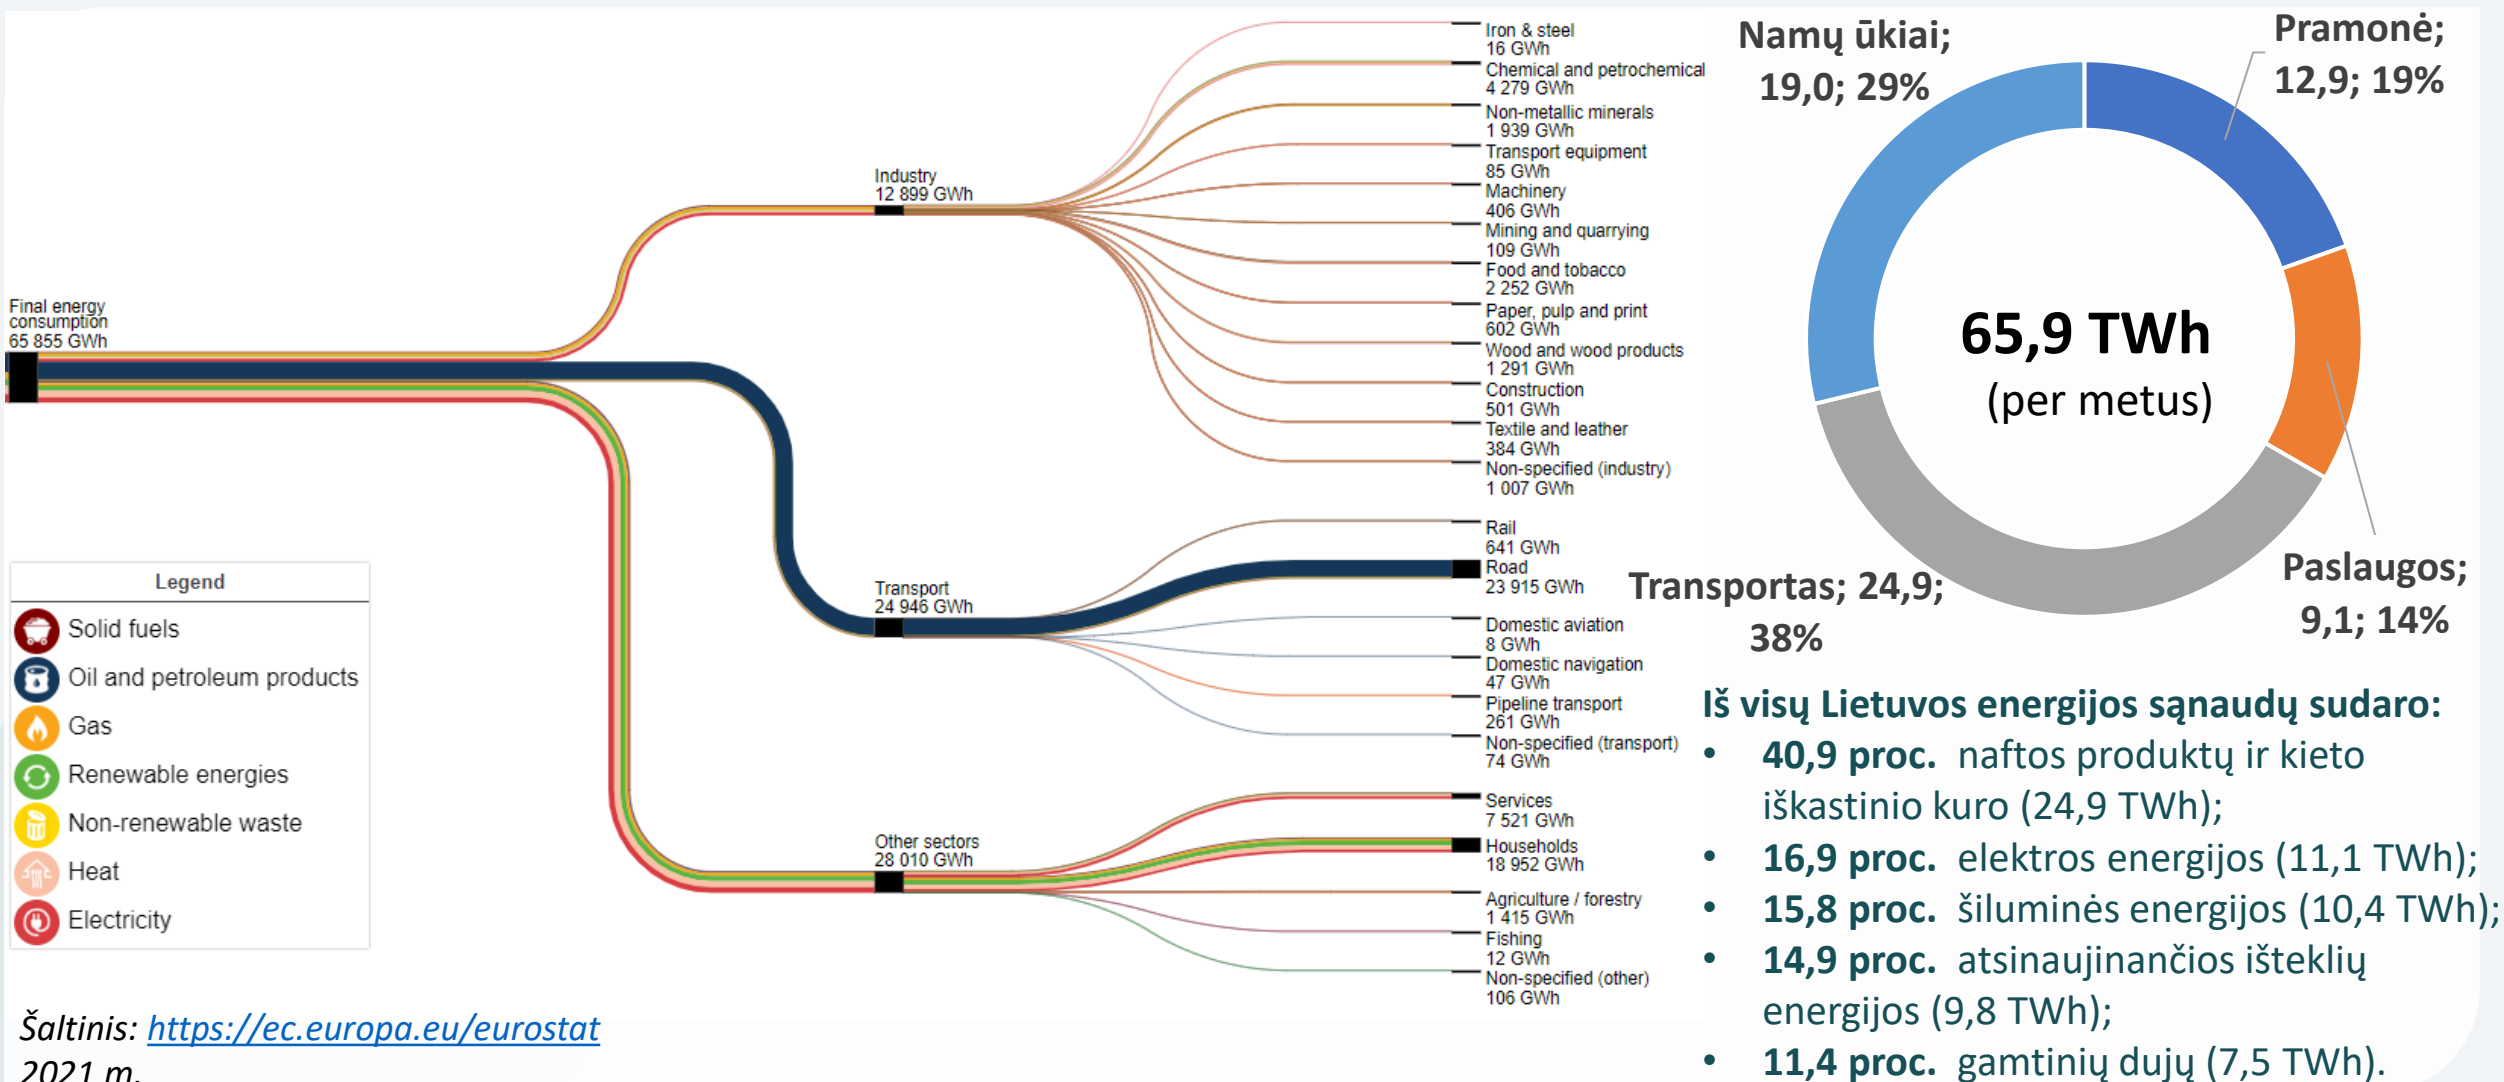 Final energy
consumption
65 855 GWh
Industry
12 899 GWh
Transport
24 946 GWh
Other sectors
28 010 GWh
Iron & steel
16 GWh
Chemical and petrochemical
4 279 GWh
Non-metallic minerals
1 939 GWh
Transport equipment
85 GWh
Machinery
406 GWh
Mining and quarrying
109 GWh
Food and tobacco
2 252 GWh
Paper, pulp and print
602 GWh
Wood and wood products
1 291 GWh
Construction
501 GWh
Textile and leather
384 GWh
Non-specified (industry)
1 007 GWh
Rail
641 GWh
Road
23 915 GWh
Domestic aviation
8 GWh
Domestic navigation
47 GWh
Pipeline transport
261 GWh
Non-specified (transport)
74 GWh
Services
7 521 GWh
Households
18 952 GWh
Agriculture / forestry
1 415 GWh
Fishing
12 GWh
Non-specified (other)
106 GWh
Legend
Solid fuels
Oil and petroleum products
Gas
Renewable energies
Non-renewable waste
Heat
Electricity
Šaltinis: https://ec.europa.eu/eurostat
2021 m.
Namų ūkiai;
19,0; 29%
Pramonė;
12,9; 19%
65,9 TWh
(per metus)
Transportas; 24,9;
38%
Paslaugos;
9,1; 14%
Iš visų Lietuvos energijos sąnaudų sudaro:
• 40,9 proc. naftos produktų ir kieto
iškastinio kuro (24,9 TWh);
• 16,9 proc. elektros energijos (11,1 TWh);
• 15,8 proc. šiluminės energijos (10,4 TWh);
• 14,9 proc. atsinaujinančios išteklių
energijos (9,8 TWh);
• 11,4 proc. gamtinių dujų (7,5 TWh).